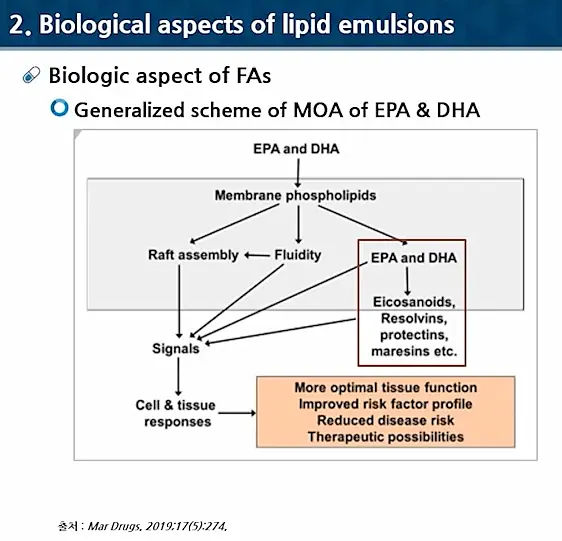 2. Biological aspects of lipid emulsions
Biologic aspect of FAs
Generalized scheme of MOA of EPA & DHA
EPA and DHA
Membrane phospholipids
Raft assembly
Fluidity
EPA and DHA
Eicosanoids,
Resolvins,
protectins,
maresins etc.
Signals
Cell & tissue
responses
More optimal tissue function
Improved risk factor profile
Reduced disease risk
Therapeutic possibilities
출처 : Mar Drugs, 2019;17(5):274,